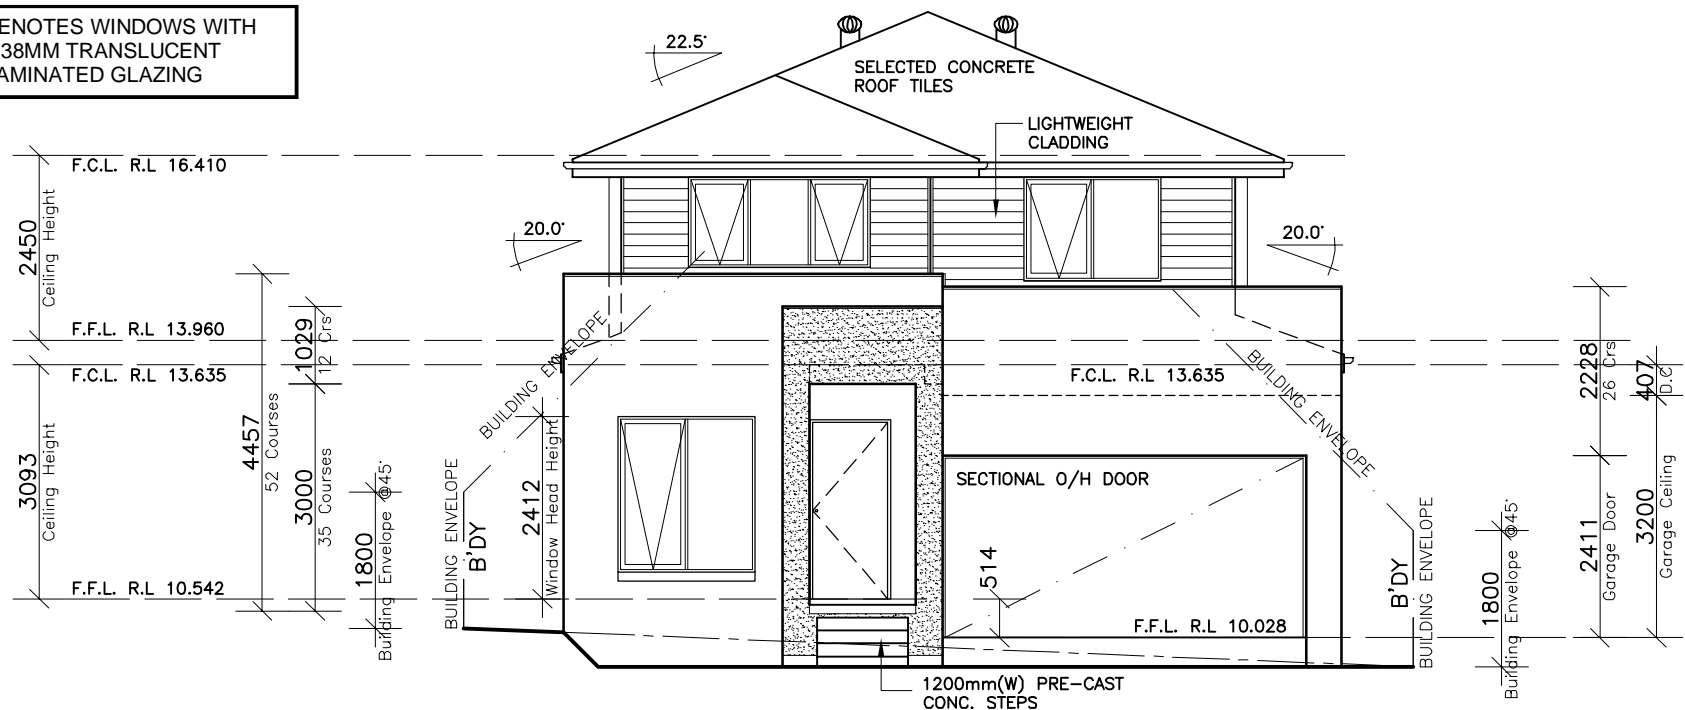 ENOTES WINDOWS WITH
38MM TRANSLUCENT
AMINATED GLAZING
22.5°
SELECTED CONCRETE
ROOF TILES
LIGHTWEIGHT
CLADDING
F.C.L. R.L 16.410
2450
Ceiling Height
20.0°
20.0°
F.F.L. R.L 13.960
F.C.L. R.L 13.635
3093
Ceiling Height
F.F.L. R.L 10.542
4457
52 Courses
1029
12 Crs
3000
35 Courses
1800
Building Envelope @45°
BUILDING ENVELOPE
B'DY
BUILDING ENVELOPE
2412
Window Head Height
F.C.L. R.L 13.635
BUILDING ENVELOPE
SECTIONAL O/H DOOR
514
F.F.L. R.L 10.028
1200mm(W) PRE-CAST
CONC. STEPS
B'DY
BUILDING ENVELOPE
1800
Building Envelope @45°
2228
26 Crs
2411
Garage Door
407
D.C
3200
Garage Ceiling